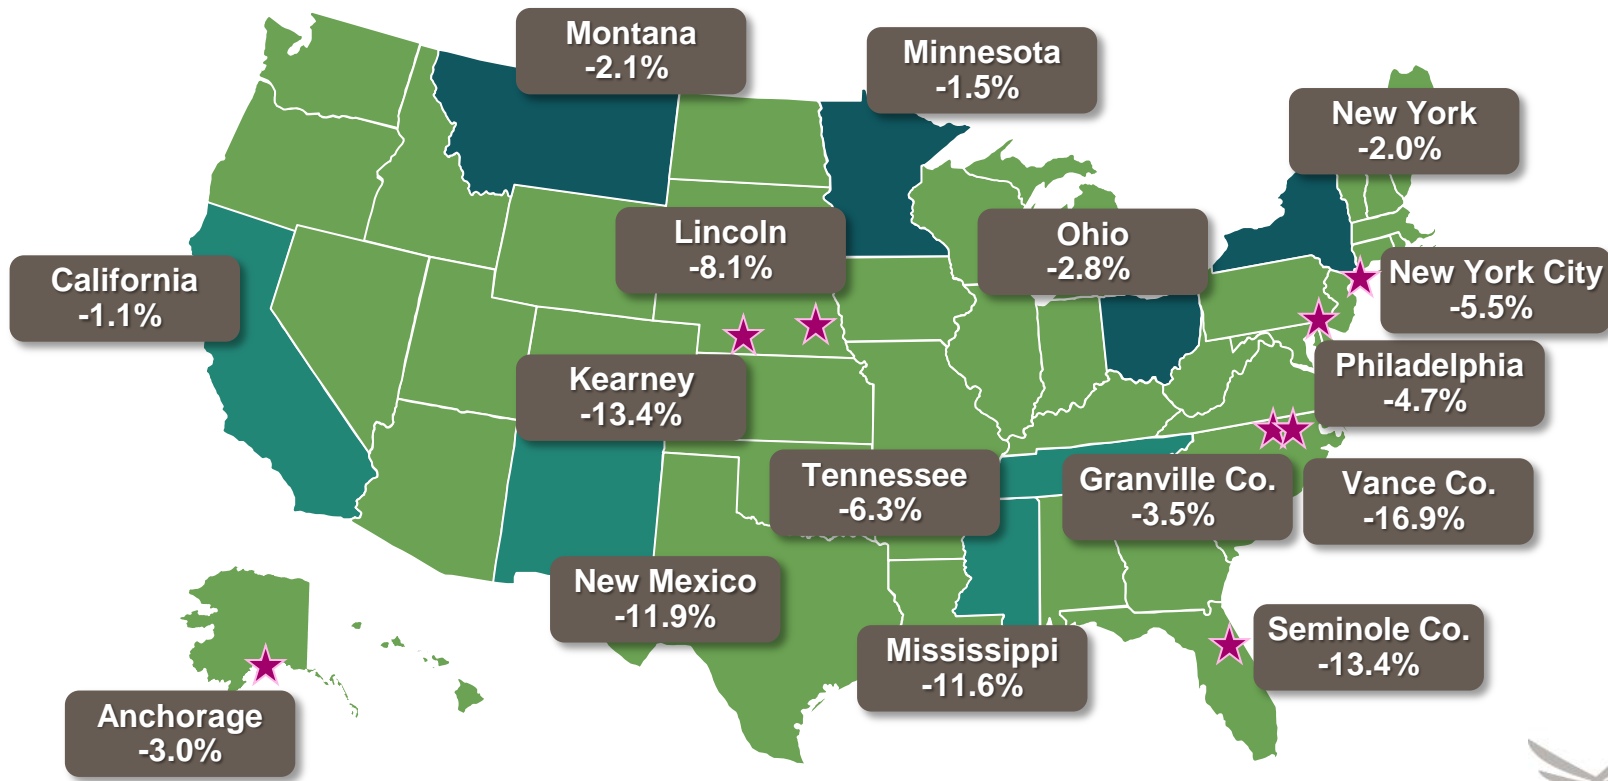 Montana
-2.1%
Minnesota
-1.5%
New York
-2.0%
Lincoln
-8.1%
Ohio
-2.8%
California
-1.1%
New York City
-5.5%
Kearney
-13.4%
Philadelphia
-4.7%
Tennessee
-6.3%
Granville Co.
-3.5%
Vance Co.
-16.9%
New Mexico
-11.9%
Mississippi
-11.6%
Seminole Co.
-13.4%
Anchorage
-3.0%